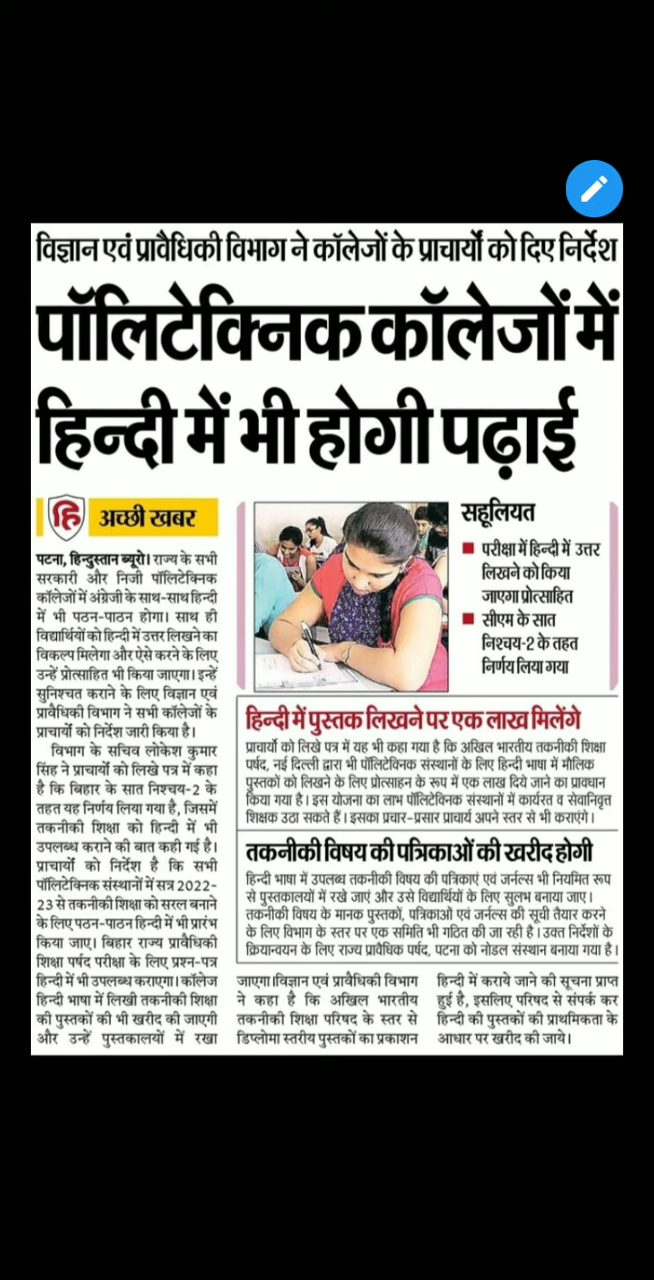 विज्ञान एवं प्रावैधिकी विभाग ने कॉलेजों के प्राचार्यों को दिए निर्देश
पॉलिटेक्निक कॉलेजों में
हिन्दी में भी होगी पढ़ाई
हि अच्छी खबर
पटना, हिन्दुस्तान ब्यूरो। राज्य के सभी
सरकारी और निजी पॉलिटेक्निक
कॉलेजों में अंग्रेजी के साथ-साथ हिन्दी
में भी पठन-पाठन होगा। साथ ही
विद्यार्थियों को हिन्दी में उत्तर लिखने का
विकल्प मिलेगा और ऐसे करने के लिए
उन्हें प्रोत्साहित भी किया जाएगा। इन्हें
सुनिश्चत कराने के लिए विज्ञान एवं
प्रावैधिकी विभाग ने सभी कॉलेजों के
प्राचार्यों को निर्देश जारी किया है।
विभाग के सचिव लोकेश कुमार
सिंह ने प्राचार्यों को लिखे पत्र में कहा
है कि बिहार के सात निश्चय-2 के
तहत यह निर्णय लिया गया है, जिसमें
तकनीकी शिक्षा को हिन्दी में भी
उपलब्ध कराने की बात कही गई है।
प्राचार्यों को निर्देश है कि सभी
पॉलिटेक्निक संस्थानों में सत्र 2022-
23 से तकनीकी शिक्षा को सरल बनाने
के लिए पठन-पाठन हिन्दी में भी प्रारंभ
किया जाए। बिहार राज्य प्रावैधिकी
शिक्षा पर्षद परीक्षा के लिए प्रश्न-पत्र
हिन्दी में भी उपलब्ध कराएगा। कॉलेज
हिन्दी भाषा में लिखी तकनीकी शिक्षा
की पुस्तकों की भी खरीद की जाएगी
और उन्हें पुस्तकालयों में रखा
सहूलियत
परीक्षा में हिन्दी में उत्तर
लिखने को किया
जाएगा प्रोत्साहित
सीएम के सात
निश्चय-2 के तहत
निर्णय लिया गया
हिन्दी में पुस्तक लिखने पर एक लाख मिलेंगे
प्राचार्यों को लिखे पत्र में यह भी कहा गया है कि अखिल भारतीय तकनीकी शिक्षा
पर्षद, नई दिल्ली द्वारा भी पॉलिटेक्निक संस्थानों के लिए हिन्दी भाषा में मौलिक
पुस्तकों को लिखने के लिए प्रोत्साहन के रूप में एक लाख दिये जाने का प्रावधान
किया गया है। इस योजना का लाभ पॉलिटेक्निक संस्थानों में कार्यरत व सेवानिवृत्त
शिक्षक उठा सकते हैं। इसका प्रचार-प्रसार प्राचार्य अपने स्तर से भी कराएंगे।
तकनीकी विषय की पत्रिकाओं की खरीद होगी
हिन्दी भाषा में उपलब्ध तकनीकी विषय की पत्रिकाएं एवं जर्नल्स भी नियमित रूप
से पुस्तकालयों में रखे जाएं और उसे विद्यार्थियों के लिए सुलभ बनाया जाए।
तकनीकी विषय के मानक पुस्तकों, पत्रिकाओं एवं जर्नल्स की सूची तैयार करने
के लिए विभाग के स्तर पर एक समिति भी गठित की जा रही है। उक्त निर्देशों के
क्रियान्वयन के लिए राज्य प्रावैधिक पर्षद, पटना को नोडल संस्थान बनाया गया है।
जाएगा।विज्ञान एवं प्रावैधिकी विभाग
ने कहा है कि अखिल भारतीय
तकनीकी शिक्षा परिषद के स्तर से
डिप्लोमा स्तरीय पुस्तकों का प्रकाशन
हिन्दी में कराये जाने की सूचना प्राप्त
हुई है, इसलिए परिषद से संपर्क कर
हिन्दी की पुस्तकों की प्राथमिकता के
आधार पर खरीद की जाये।